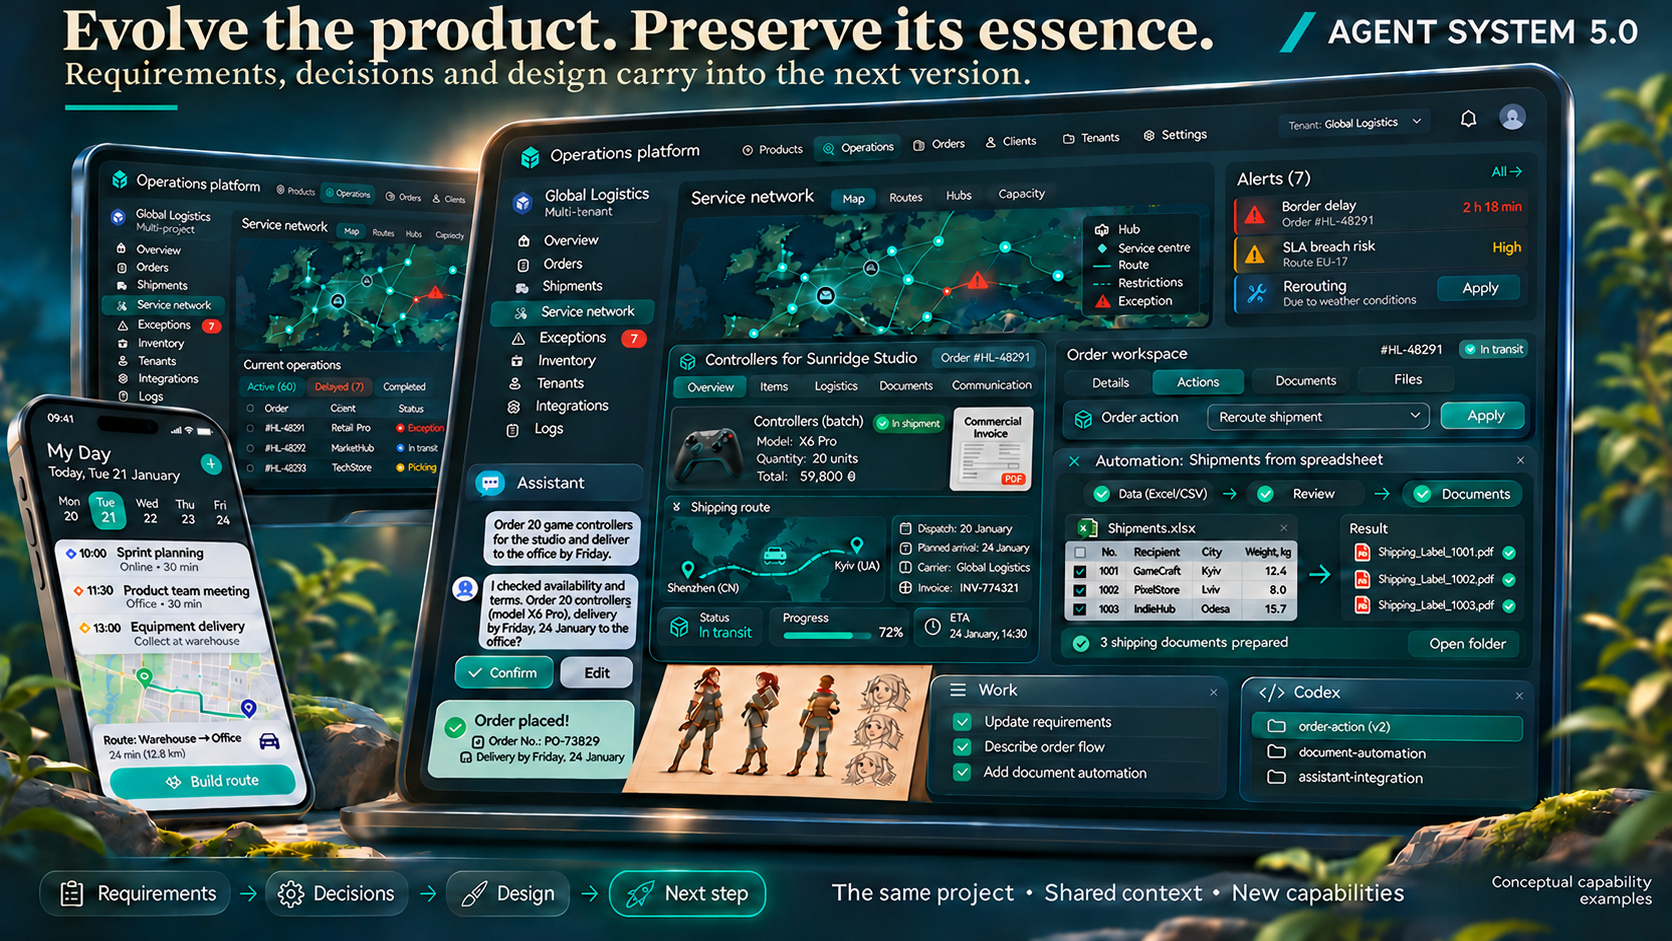 Evolve the product. Preserve its essence.
Requirements, decisions and design carry into the next version.
AGENT SYSTEM 5.0
Operations platform
Products
Operations
Orders
Clients
Global Logistics
Multi-project
Overview
Orders
Shipments
Service network
Exceptions 7
Inventory
Tenants
Integrations
Logs
Service network
Map
Routes
Hubs
Capacity
Current operations
Active (60)
Delayed (7)
Completed
Order Client Status
#HL-48291 Retail Pro Exception
#HL-48292 MarketHub In transit
#HL-48293 TechStore Picking
09:41
My Day
Today, Tue 21 January
Mon Tue Wed Thu Fri
20 21 22 23 24
10:00 Sprint planning
Online • 30 min
11:30 Product team meeting
Office • 30 min
13:00 Equipment delivery
Collect at warehouse
Route: Warehouse → Office
24 min (12.8 km)
Build route
Operations platform
Products
Operations
Orders
Clients
Tenants
Settings
Tenant: Global Logistics
Global Logistics
Multi-tenant
Overview
Orders
Shipments
Service network
Exceptions 7
Inventory
Tenants
Integrations
Logs
Service network
Map
Routes
Hubs
Capacity
Hub
Service centre
Route
Restrictions
Exception
Alerts (7)
All →
Border delay 2 h 18 min
Order #HL-48291
SLA breach risk High
Route EU-17
Rerouting
Due to weather conditions
Apply
Assistant
Order 20 game controllers
for the studio and deliver
to the office by Friday.
I checked availability and
terms. Order 20 controllers
(model X6 Pro), delivery
by Friday, 24 January to the
office?
Confirm
Edit
Order placed!
Order No.: PO-73829
Delivery by Friday, 24 January
Controllers for Sunridge Studio
Order #HL-48291
Overview
Items
Logistics
Documents
Communication
Controllers (batch)
In shipment
Model: X6 Pro
Quantity: 20 units
Total: 59,800 ₴
Commercial
Invoice
PDF
Shipping route
Shenzhen (CN)
Kyiv (UA)
Dispatch: 20 January
Planned arrival: 24 January
Carrier: Global Logistics
Invoice: INV-774321
Status
In transit
Progress
72%
ETA
24 January, 14:30
Order workspace
#HL-48291
In transit
Details
Actions
Documents
Files
Order action
Reroute shipment
Apply
Automation: Shipments from spreadsheet
Data (Excel/CSV)
→
Review
→
Documents
Shipments.xlsx
No. Recipient City Weight, kg
1001 GameCraft Kyiv 12.4
1002 PixelStore Lviv 8.0
1003 IndieHub Odesa 15.7
Result
Shipping_Label_1001.pdf
Shipping_Label_1002.pdf
Shipping_Label_1003.pdf
3 shipping documents prepared
Open folder
Work
Update requirements
Describe order flow
Add document automation
</> Codex
order-action (v2)
document-automation
assistant-integration
Requirements → Decisions → Design → Next step
The same project • Shared context • New capabilities
Conceptual capability
examples